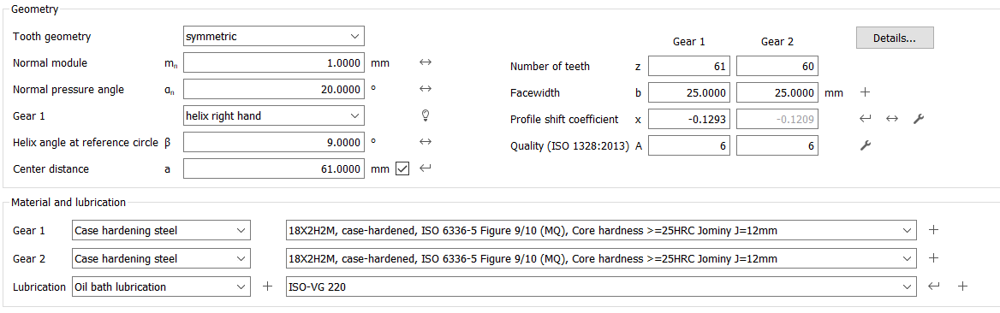 Geometry
Tooth geometry symmetric
Gear 1 Gear 2 Details...
Normal module mn 1.0000 mm
Number of teeth z 61 60
Normal pressure angle αn 20.0000 °
Facewidth b 25.0000 25.0000 mm
Gear 1 helix right hand
Profile shift coefficient x -0.1293 -0.1209
Helix angle at reference circle β 9.0000 °
Quality (ISO 1328:2013) A 6 6
Center distance a 61.0000 mm
Material and lubrication
Gear 1 Case hardening steel 18X2H2M, case-hardened, ISO 6336-5 Figure 9/10 (MQ), Core hardness >=25HRC Jominy J=12mm
Gear 2 Case hardening steel 18X2H2M, case-hardened, ISO 6336-5 Figure 9/10 (MQ), Core hardness >=25HRC Jominy J=12mm
Lubrication Oil bath lubrication ISO-VG 220